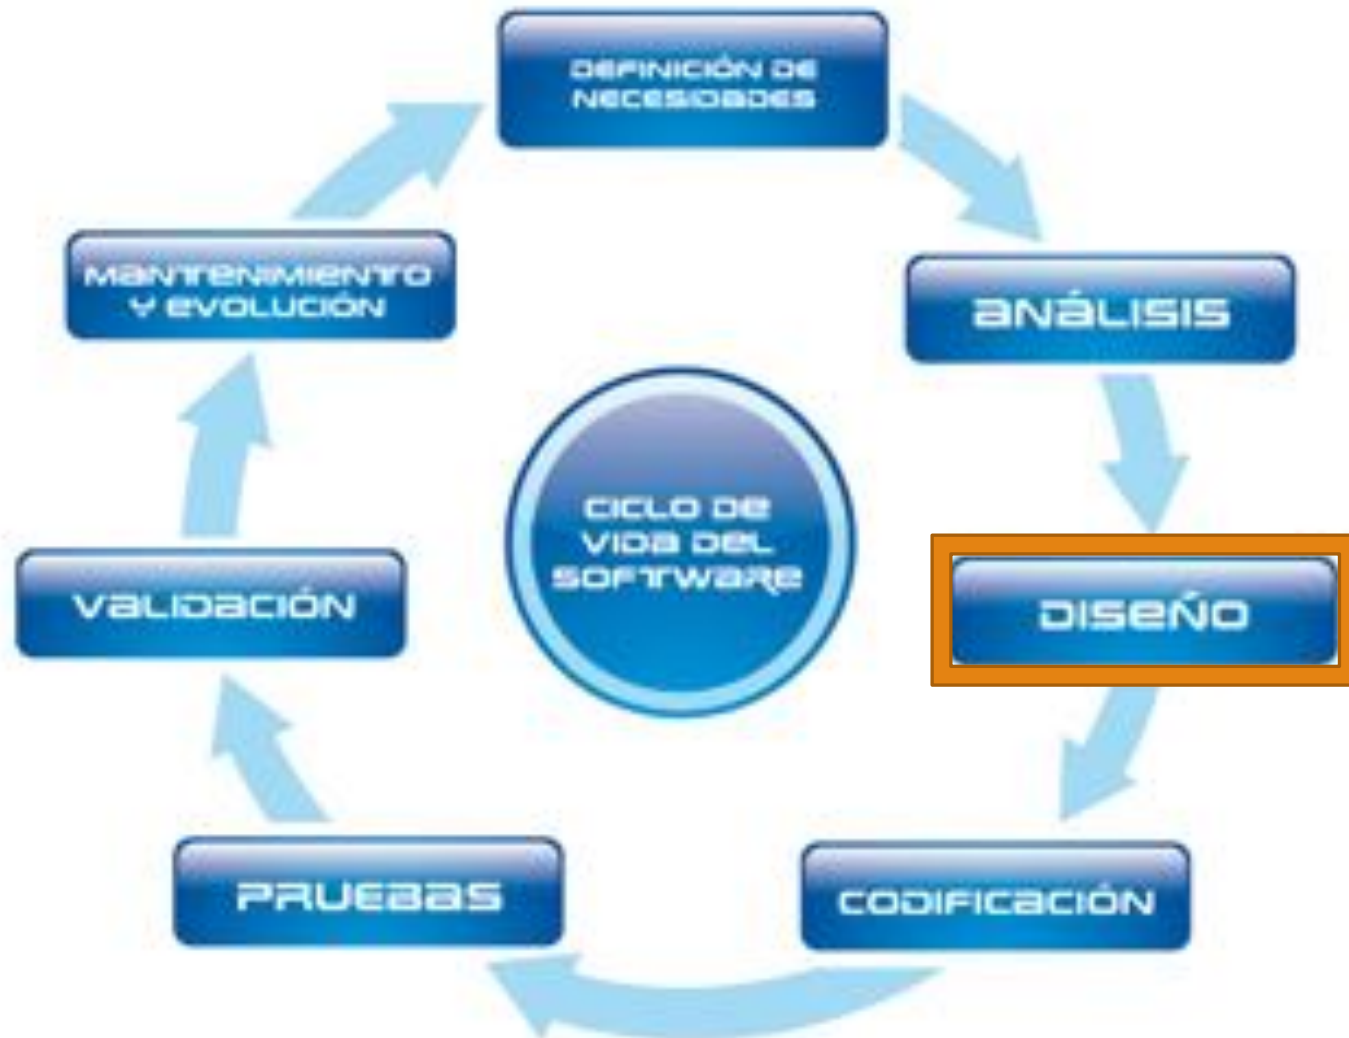 DEFINICIÓN DE
NECESIDADES
ANÁLISIS
DISEÑO
CODIFICACIÓN
PRUEBAS
VALIDACIÓN
MANTENIMIENTO
Y EVOLUCIÓN
CICLO DE
VIDA DEL
SOFTWARE